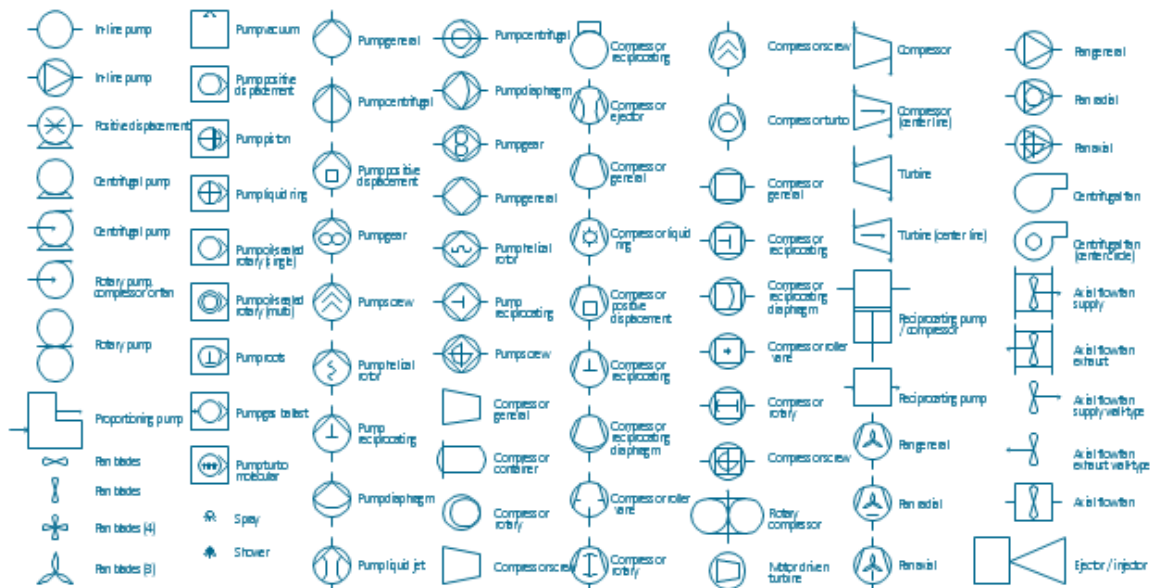 In-line pump
In-line pump
Positive displacement
Centrifugal pump
Centrifugal pump
Rotary pump,
compressor or fan
Rotary pump
Proportioning pump
Fan blades
Fan blades
Fan blades (4)
Fan blades (3)
Pump vacuum
Pump positive
displacement
Pump piston
Pump liquid ring
Pump oil-sealed
rotary (single)
Pump oil-sealed
rotary (multi)
Pump roots
Pump gas ballast
Pump turbo
molecular
Spray
Shower
Pump general
Pump centrifugal
Pump positive
displacement
Pump gear
Pump screw
Pump helical
rotor
Pump
reciprocating
Pump diaphragm
Pump liquid jet
Pump centrifugal
Pump diaphragm
Pump gear
Pump general
Pump helical
rotor
Pump
reciprocating
Pump screw
Compressor
general
Compressor
container
Compressor
rotary
Compressor screw
Compressor
reciprocating
Compressor
ejector
Compressor
general
Compressor liquid
ring
Compressor
positive
displacement
Compressor
reciprocating
Compressor
reciprocating
diaphragm
Compressor roller
vane
Compressor
rotary
Compressor screw
Compressor turbo
Compressor
general
Compressor
reciprocating
Compressor
reciprocating
diaphragm
Compressor roller
vane
Compressor
rotary
Compressor screw
Rotary
compressor
Motor driven
turbine
Compressor
Compressor
(center line)
Turbine
Turbine (center line)
Reciprocating pump
/ compressor
Reciprocating pump
Fan general
Fan radial
Fan axial
Fan general
Fan radial
Fan axial
Centrifugal fan
Centrifugal fan
(center circle)
Axial flow fan
supply
Axial flow fan
exhaust
Axial flow fan
supply wall-type
Axial flow fan
exhaust wall-type
Axial flow fan
Ejector / injector